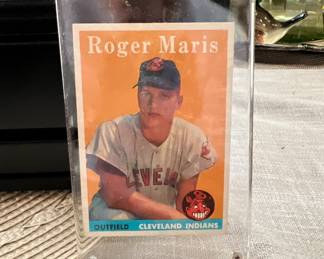 Roger Maris
CLEVELAND
OUTFIELD CLEVELAND INDIANS